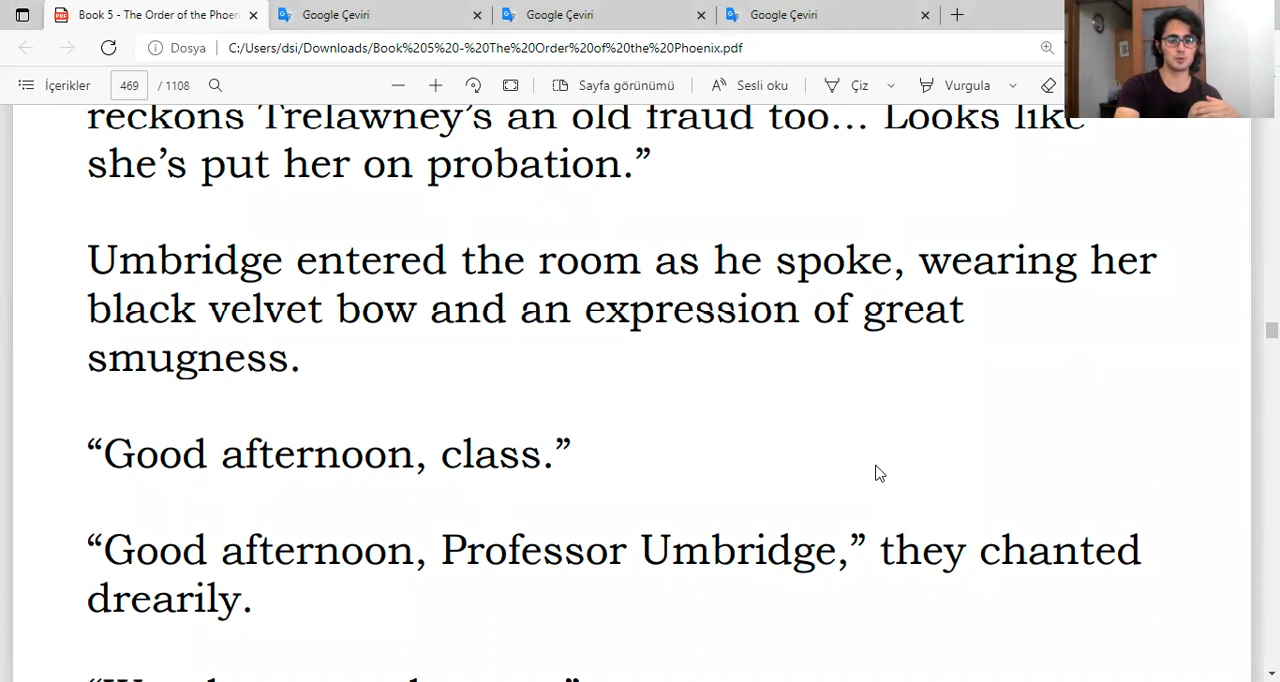 Book 5 - The Order of the Phoen
Google Çeviri
Google Çeviri
Google Çeviri
Dosya
C:/Users/dsi/Downloads/Book%205%20-%20The%20Order%20of%20the%20Phoenix.pdf
İçerikler
469
/ 1108
Sayfa görünümü
Sesli oku
Çiz
Vurgula
reckons Trelawney’s an old fraud too… Looks like
she’s put her on probation.”
Umbridge entered the room as he spoke, wearing her
black velvet bow and an expression of great
smugness.
“Good afternoon, class.”
“Good afternoon, Professor Umbridge,” they chanted
drearily.